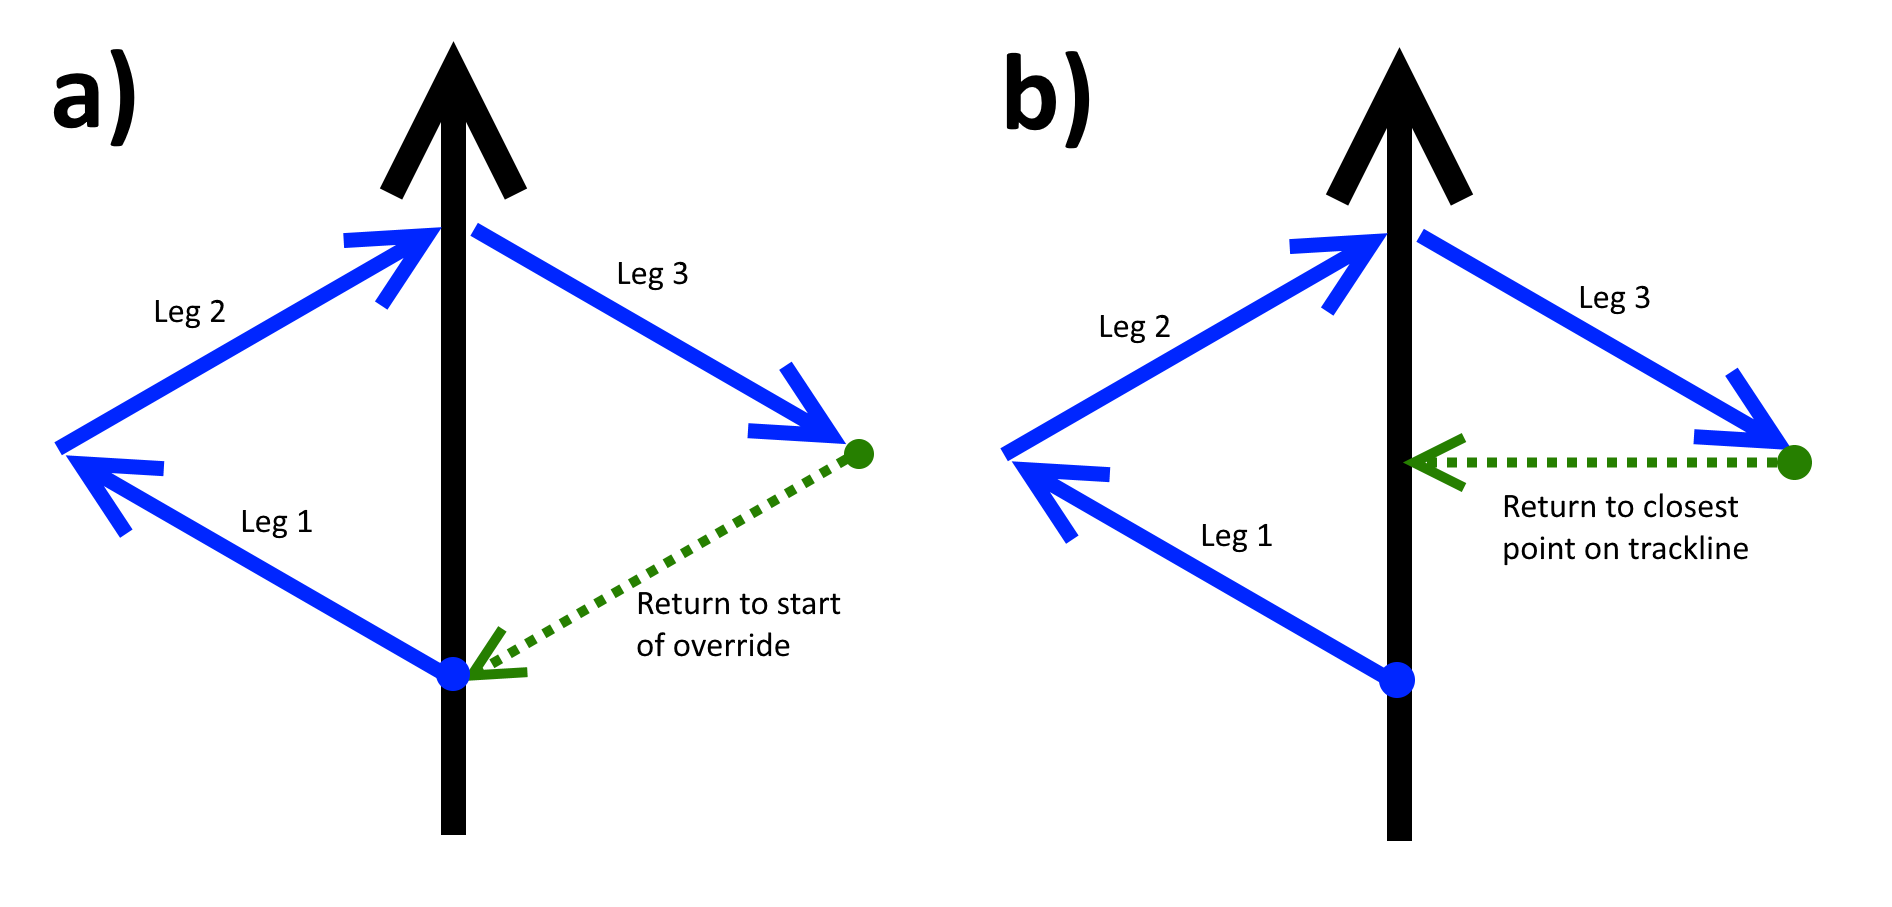 a)
Leg 2
Leg 3
Leg 1
Return to start
of override
b)
Leg 2
Leg 3
Leg 1
Return to closest
point on trackline